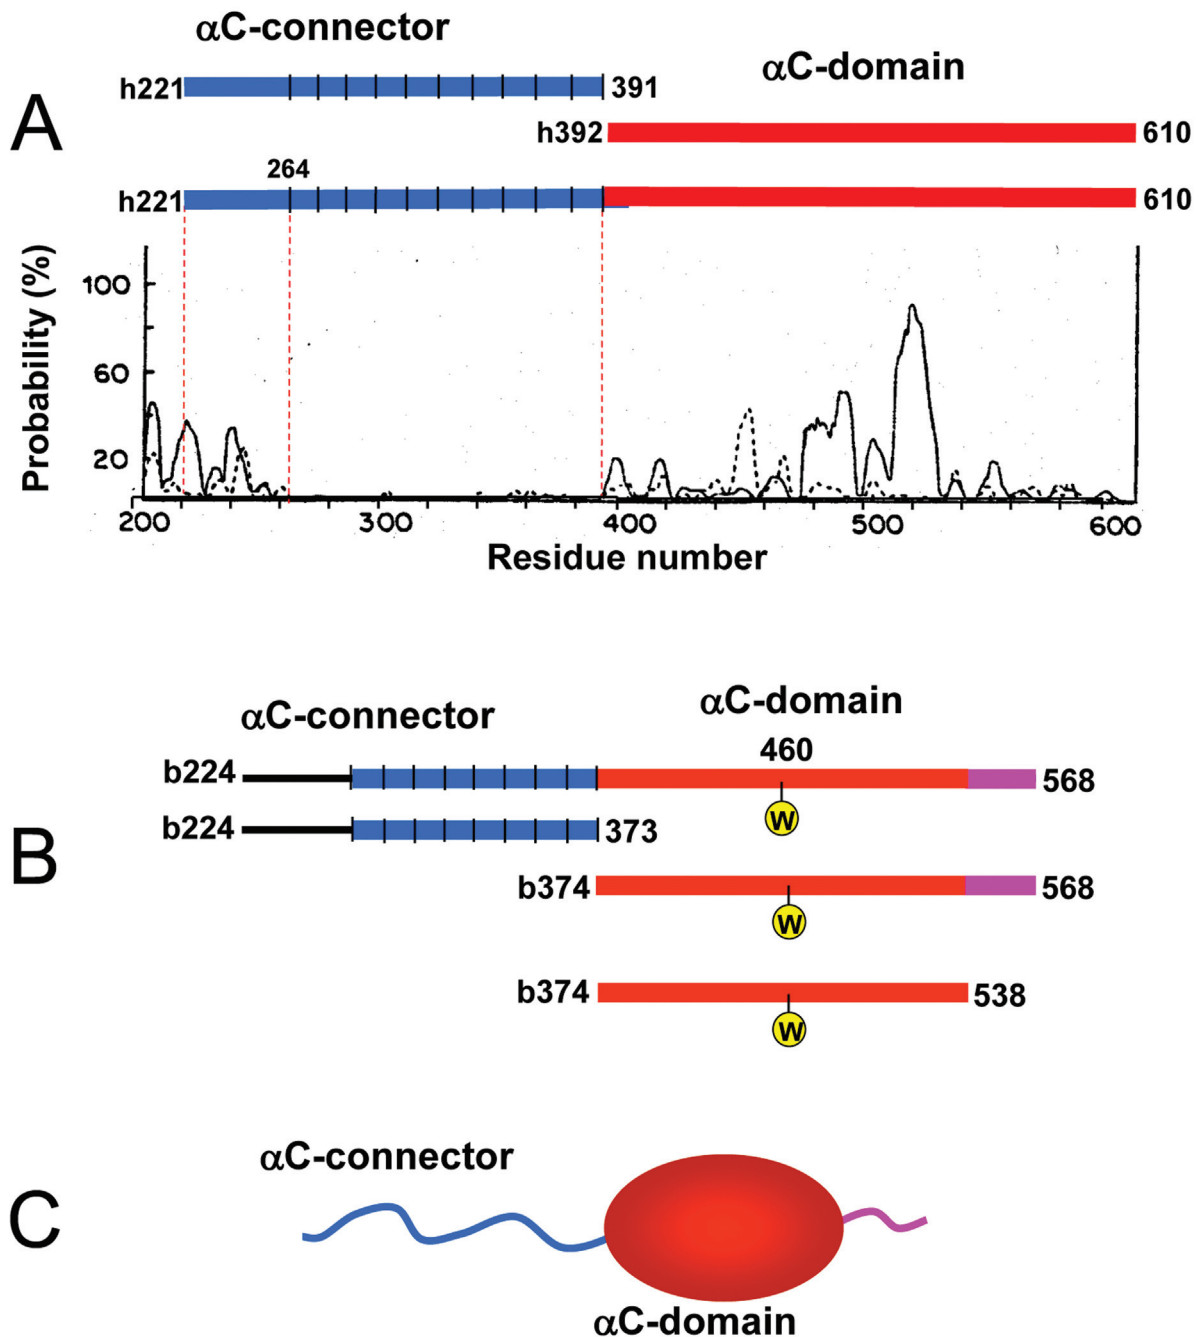 αC-connector
αC-domain
A
h221 391
h392 610
264
h221 610
Probability (%)
100
60
20
200 300 400 500 600
Residue number
B
αC-connector
αC-domain
460
b224 568
W
b224 373
b374 568
W
b374 538
W
C
αC-connector
αC-domain